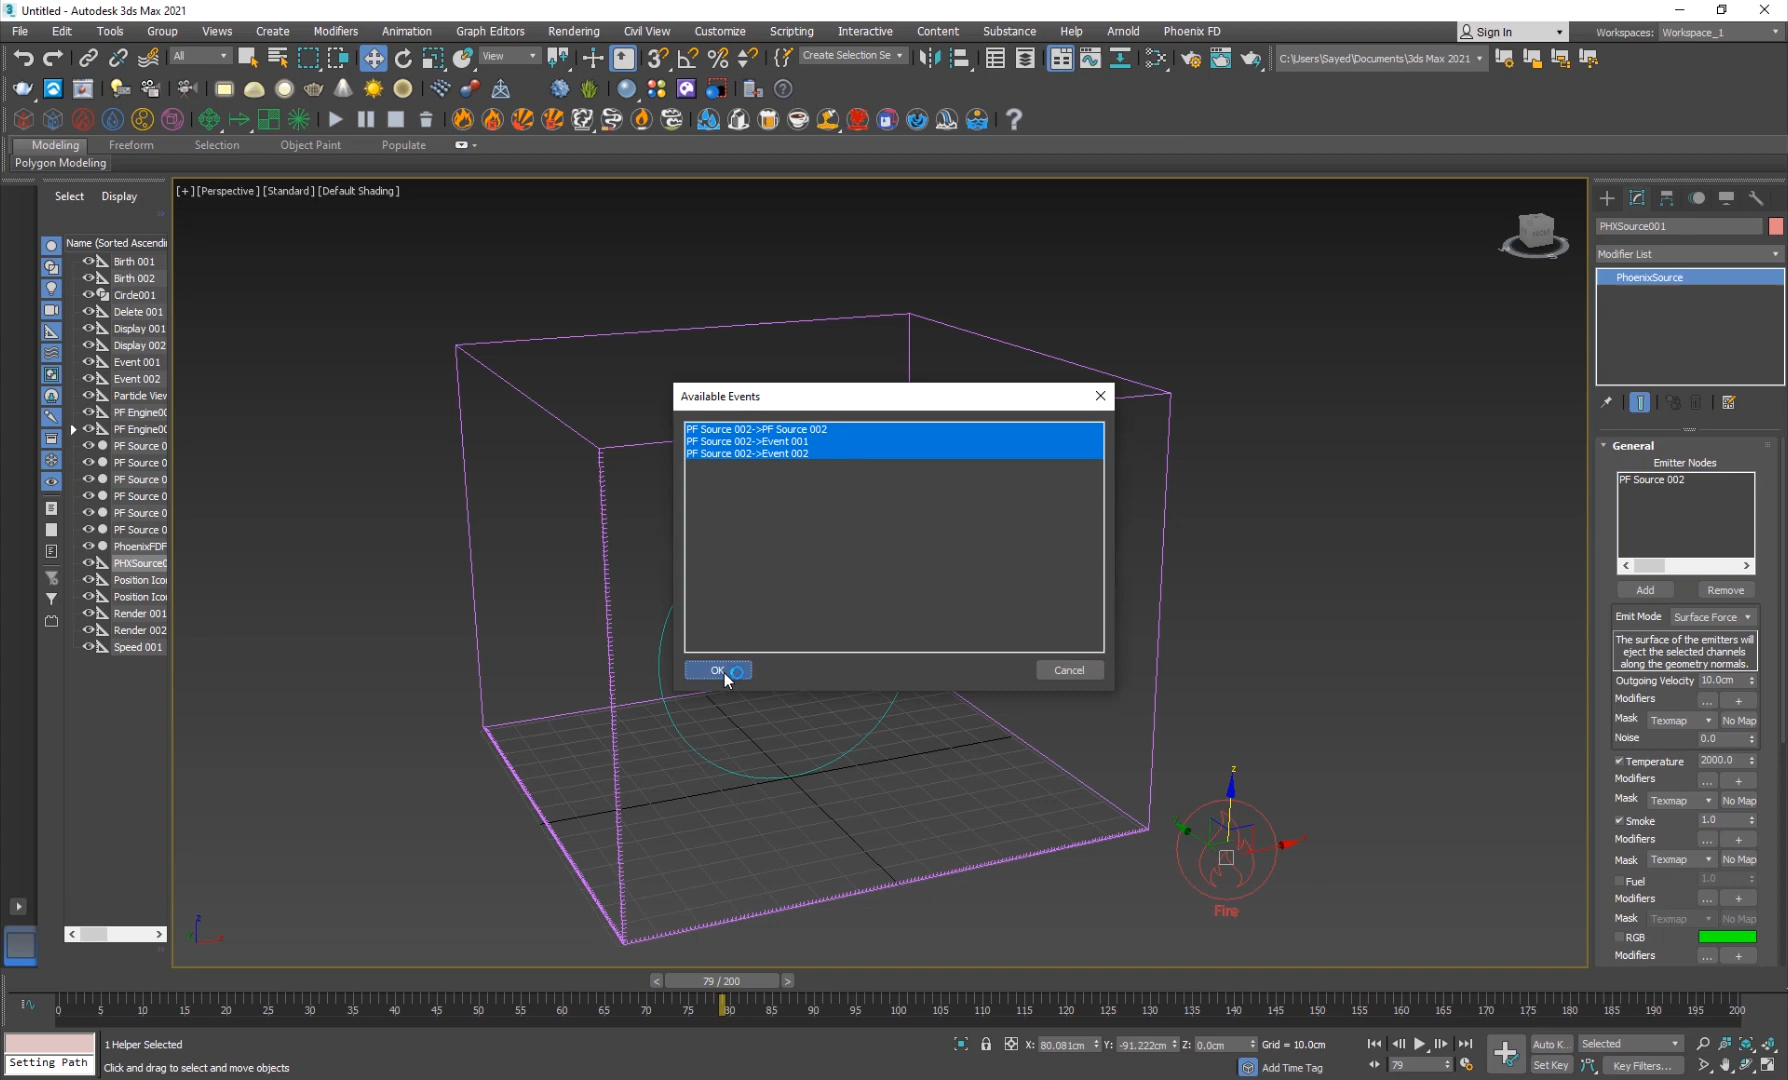 3 Untitled - Autodesk 3ds Max 2021
File Edit Tools Group Views Create Modifiers Animation Graph Editors Rendering Civil View Customize Scripting Interactive Content Substance Help Arnold Phoenix FD Sign In Workspaces: Workspace_1
All View Create Selection Se C:\Users\Sayed\Documents\3ds Max 2021
Modeling Freeform Selection Object Paint Populate
Polygon Modeling
Select Display
[+] [Perspective] [Standard] [Default Shading]
FRONT
PHXSource001
Modifier List
PhoenixSource
Name (Sorted Ascendi
Birth 001
Birth 002
Circle001
Delete 001
Display 001
Display 002
Event 001
Event 002
Particle View
PF Engine00
PF Engine00
PF Source 0
PF Source 0
PF Source 0
PF Source 0
PF Source 0
PF Source 0
PhoenixFDF
PHXSource0
Position Ico
Position Ico
Render 001
Render 002
Speed 001
Available Events
PF Source 002->PF Source 002
PF Source 002->Event 001
PF Source 002->Event 002
OK Cancel
General
Emitter Nodes
PF Source 002
Add Remove
Emit Mode Surface Force
The surface of the emitters will
eject the selected channels
along the geometry normals.
Outgoing Velocity 10.0cm
Modifiers ... +
Mask Texmap No Map
Noise 0.0
Temperature 2000.0
Modifiers ... +
Mask Texmap No Map
Smoke 1.0
Modifiers ... +
Mask Texmap No Map
Fuel 1.0
Modifiers ... +
Mask Texmap No Map
RGB
Modifiers ... +
z
Fire
z
x
< 79 / 200 >
0 5 10 15 20 25 30 35 40 45 50 55 60 65 70 75 80 85 90 95 100 105 110 115 120 125 130 135 140 145 150 155 160 165 170 175 180 185 190 195 200
Setting Path
1 Helper Selected
Click and drag to select and move objects
X: 80.081cm Y: -91.222cm Z: 0.0cm Grid = 10.0cm
Add Time Tag
79
Auto K... Selected
Set Key Key Filters...